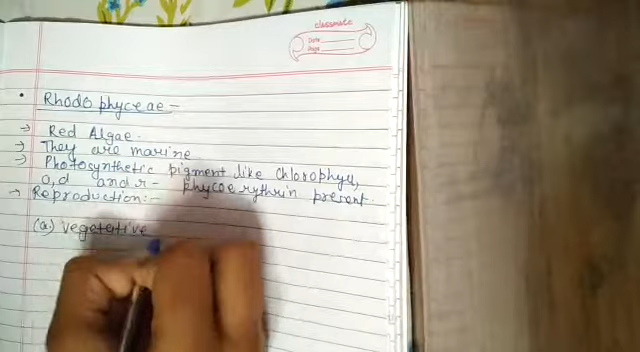 classmate
Date
Page
• Rhodophyceae -
→ Red Algae.
→ They are marine
→ Photosynthetic pigment like Chlorophyll,
a,d and r- phycoerythrin present.
→ Reproduction:-
(a) vegetative